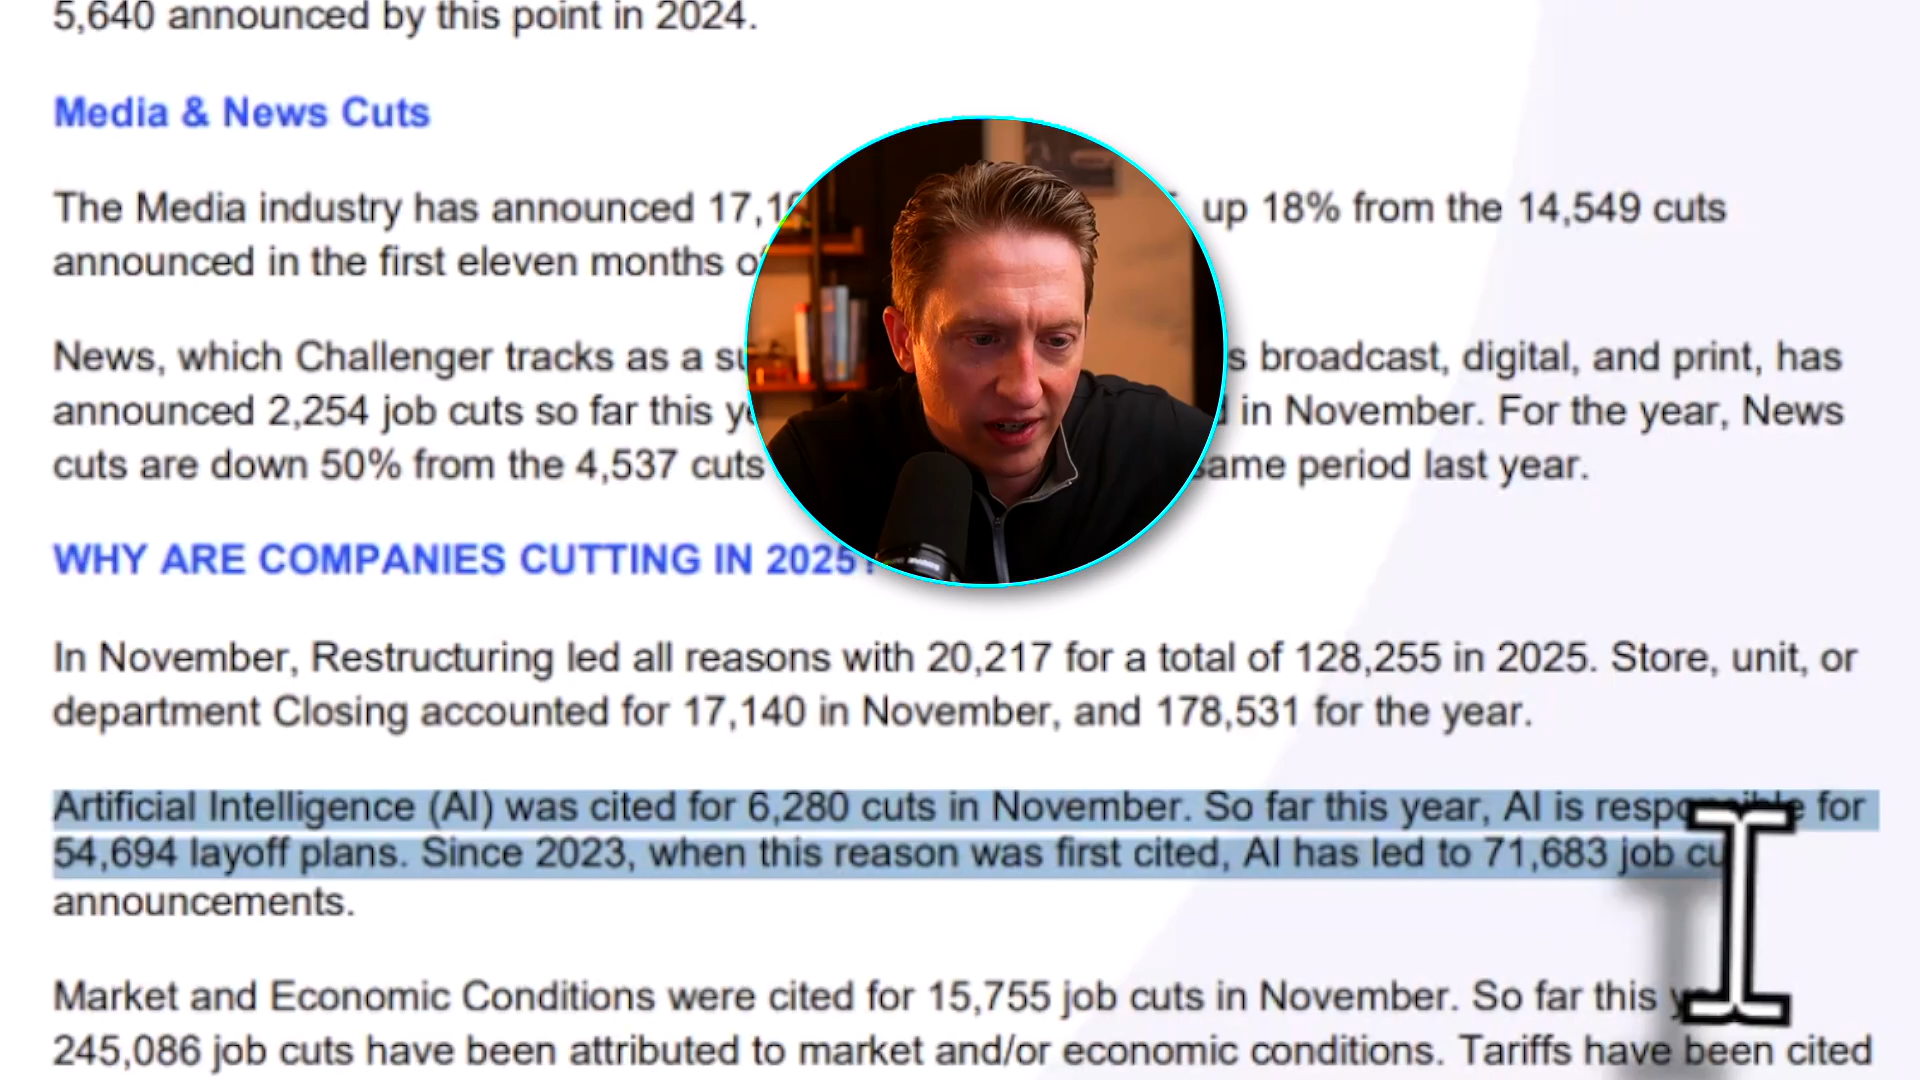 5,640 announced by this point in 2024.
Media & News Cuts
The Media industry has announced up 18% from the 14,549 cuts
announced in the first eleven months
News, which Challenger tracks as a broadcast, digital, and print, has
announced 2,254 job cuts so far this in November. For the year, News
cuts are down 50% from the 4,537 cuts same period last year.
WHY ARE COMPANIES CUTTING IN 2025?
In November, Restructuring led all reasons with 20,217 for a total of 128,255 in 2025. Store, unit, or
department Closing accounted for 17,140 in November, and 178,531 for the year.
Artificial Intelligence (AI) was cited for 6,280 cuts in November. So far this year, AI is responsible for
54,694 layoff plans. Since 2023, when this reason was first cited, AI has led to 71,683 job
announcements.
Market and Economic Conditions were cited for 15,755 job cuts in November. So far this
245,086 job cuts have been attributed to market and/or economic conditions. Tariffs have been cited